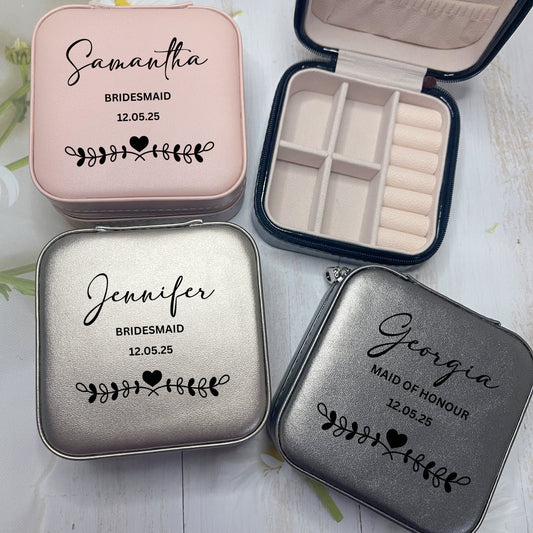 Samantha
BRIDESMAID
12.05.25
Jennifer
BRIDESMAID
12.05.25
Georgia
MAID OF HONOUR
12.05.25